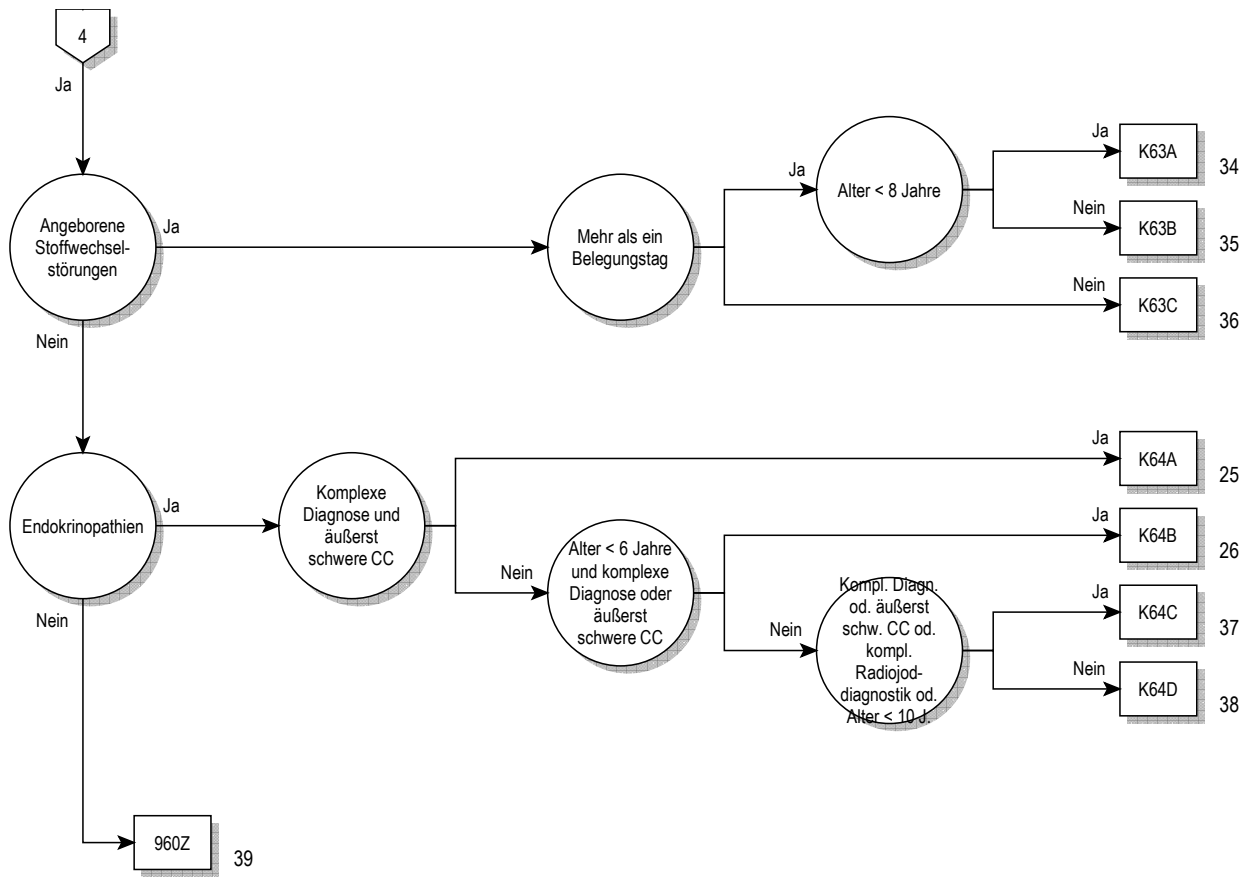 4
Ja
Angeborene
Stoffwechsel-
störungen
Ja
Mehr als ein
Belegungstag
Ja
Alter < 8 Jahre
Ja
K63A
34
Nein
K63B
35
Nein
K63C
36
Nein
Endokrinopathien
Ja
Komplexe
Diagnose und
äußerst
schwere CC
Ja
K64A
25
Nein
Alter < 6 Jahre
und komplexe
Diagnose oder
äußerst
schwere CC
Ja
K64B
26
Nein
Kompl. Diagn.
od. äußerst
schw. CC od.
kompl.
Radiojod-
diagnostik od.
Alter < 10 J.
Ja
K64C
37
Nein
K64D
38
Nein
960Z
39